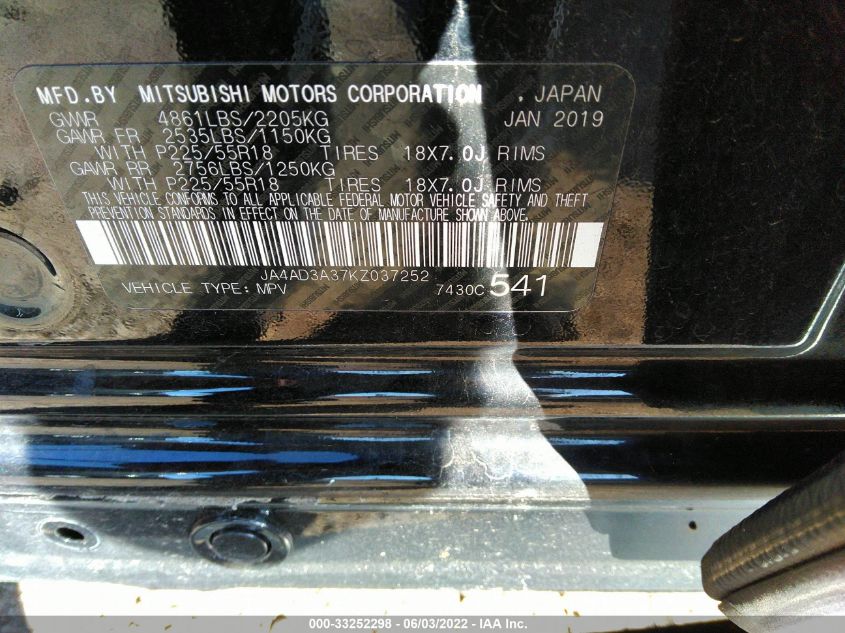 MFD.BY MITSUBISHI MOTORS CORPORATION , JAPAN
GVWR 4861LBS/2205KG JAN 2019
GAWR FR 2535LBS/1150KG
WITH P225/55R18 TIRES 18X7.0J RIMS
GAWR RR 2756LBS/1250KG
WITH P225/55R18 TIRES 18X7.0J RIMS
THIS VEHICLE CONFORMS TO ALL APPLICABLE FEDERAL MOTOR VEHICLE SAFETY AND THEFT
PREVENTION STANDARDS IN EFFECT ON THE DATE OF MANUFACTURE SHOWN ABOVE.
JA4AD3A37KZ037252
VEHICLE TYPE: MPV 7430C 541
000-33252298 - 06/03/2022 - IAA Inc.